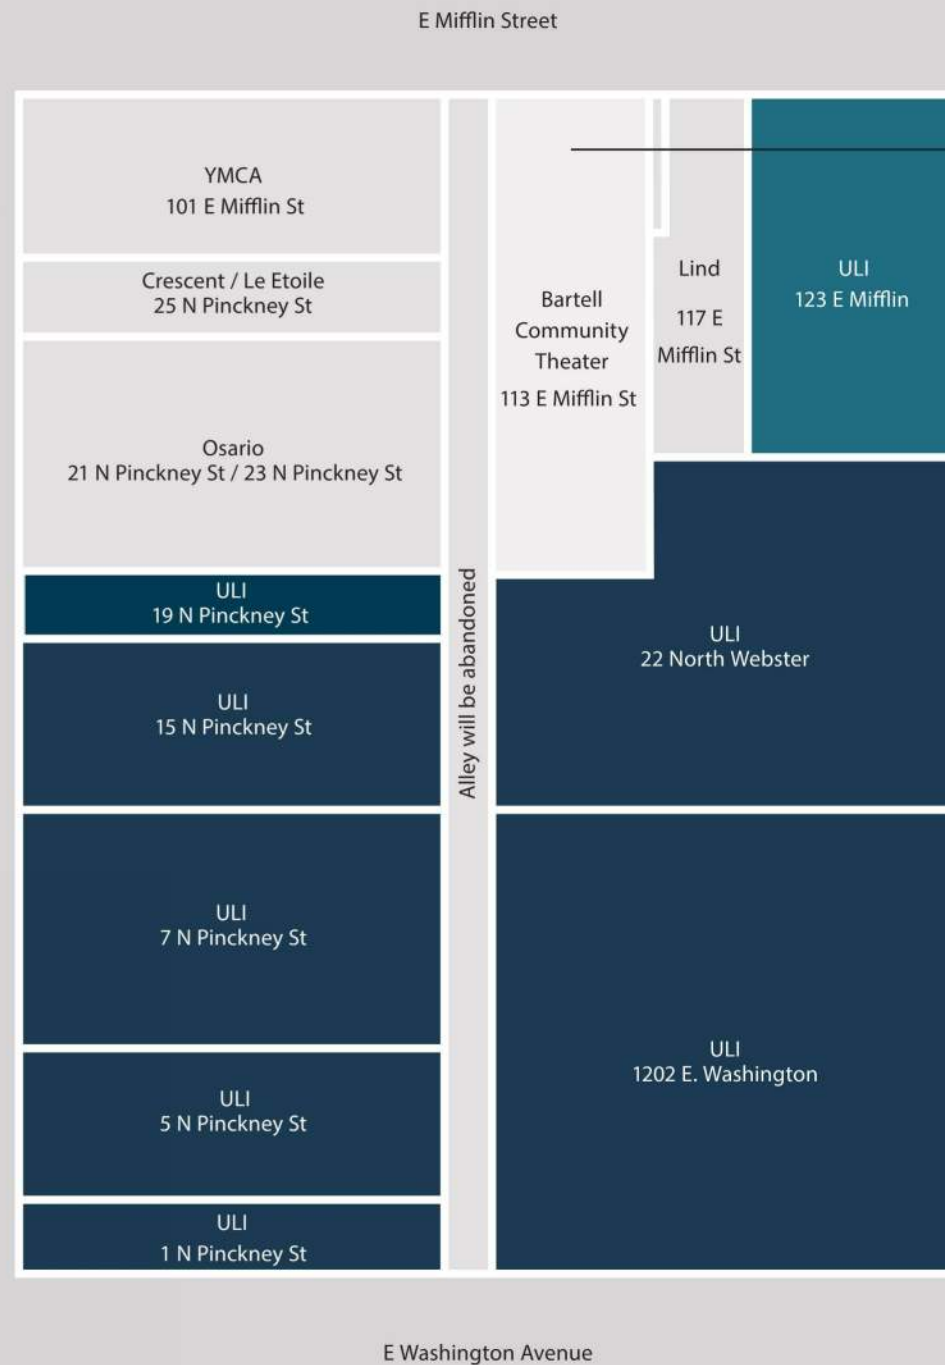 E Mifflin Street
YMCA
101 E Mifflin St
Crescent / Le Etoile
25 N Pinckney St
Osario
21 N Pinckney St / 23 N Pinckney St
ULI
19 N Pinckney St
ULI
15 N Pinckney St
ULI
7 N Pinckney St
ULI
5 N Pinckney St
ULI
1 N Pinckney St
Alley will be abandoned
Bartell
Community
Theater
113 E Mifflin St
Lind
117 E
Mifflin St
ULI
123 E Mifflin
ULI
22 North Webster
ULI
1202 E. Washington
E Washington Avenue